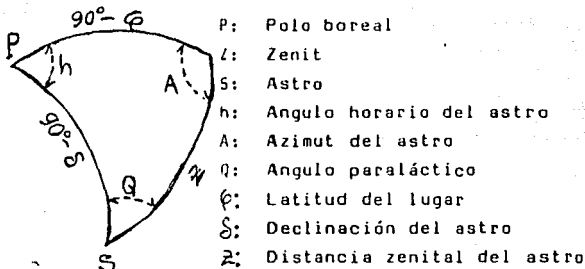 90°- φ
P
h
A
90°- δ
Q
z
S
P: Polo boreal
Z: Zenit
S: Astro
h: Angulo horario del astro
A: Azimut del astro
Q: Angulo paraláctico
φ: Latitud del lugar
δ: Declinación del astro
Z: Distancia zenital del astro